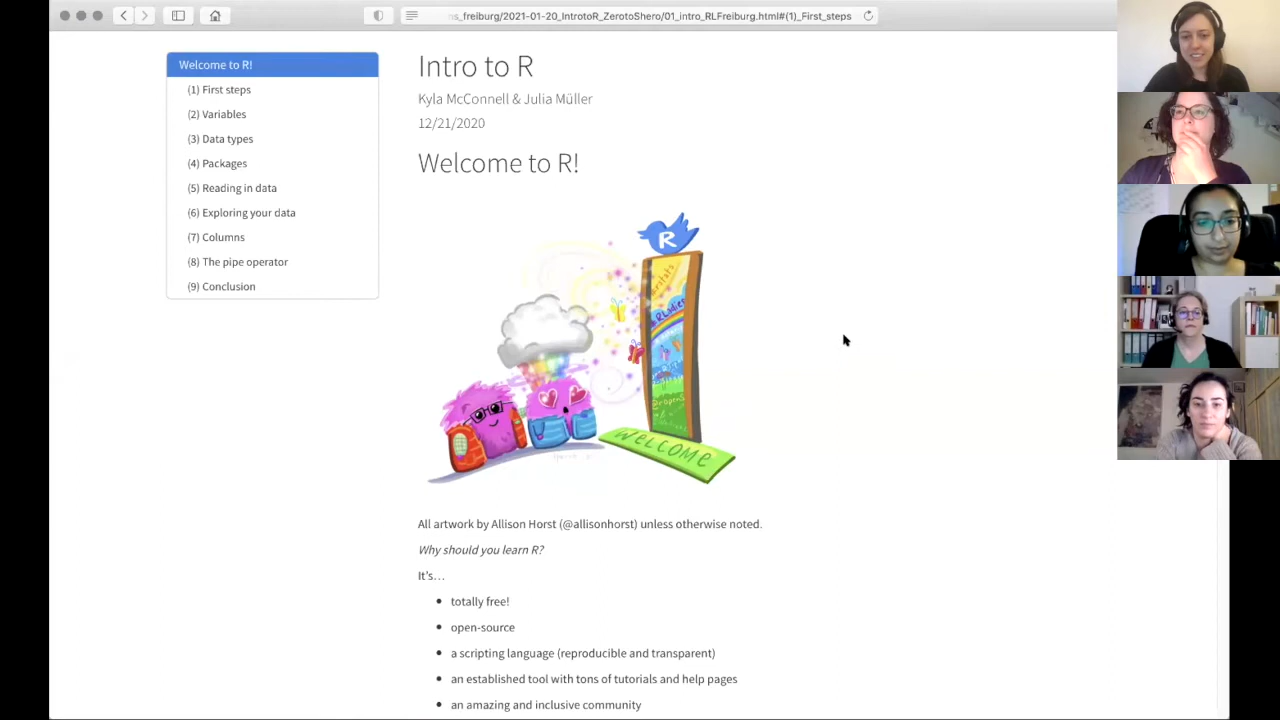 ns_freiburg/2021-01-20_IntrotoR_ZerotoShero/01_intro_RLFreiburg.html#(1)_First_steps
Welcome to R!
(1) First steps
(2) Variables
(3) Data types
(4) Packages
(5) Reading in data
(6) Exploring your data
(7) Columns
(8) The pipe operator
(9) Conclusion
Intro to R
Kyla McConnell & Julia Müller
12/21/2020
Welcome to R!
R
RLadies
WELCOME
All artwork by Allison Horst (@allisonhorst) unless otherwise noted.
Why should you learn R?
It's…
• totally free!
• open-source
• a scripting language (reproducible and transparent)
• an established tool with tons of tutorials and help pages
• an amazing and inclusive community